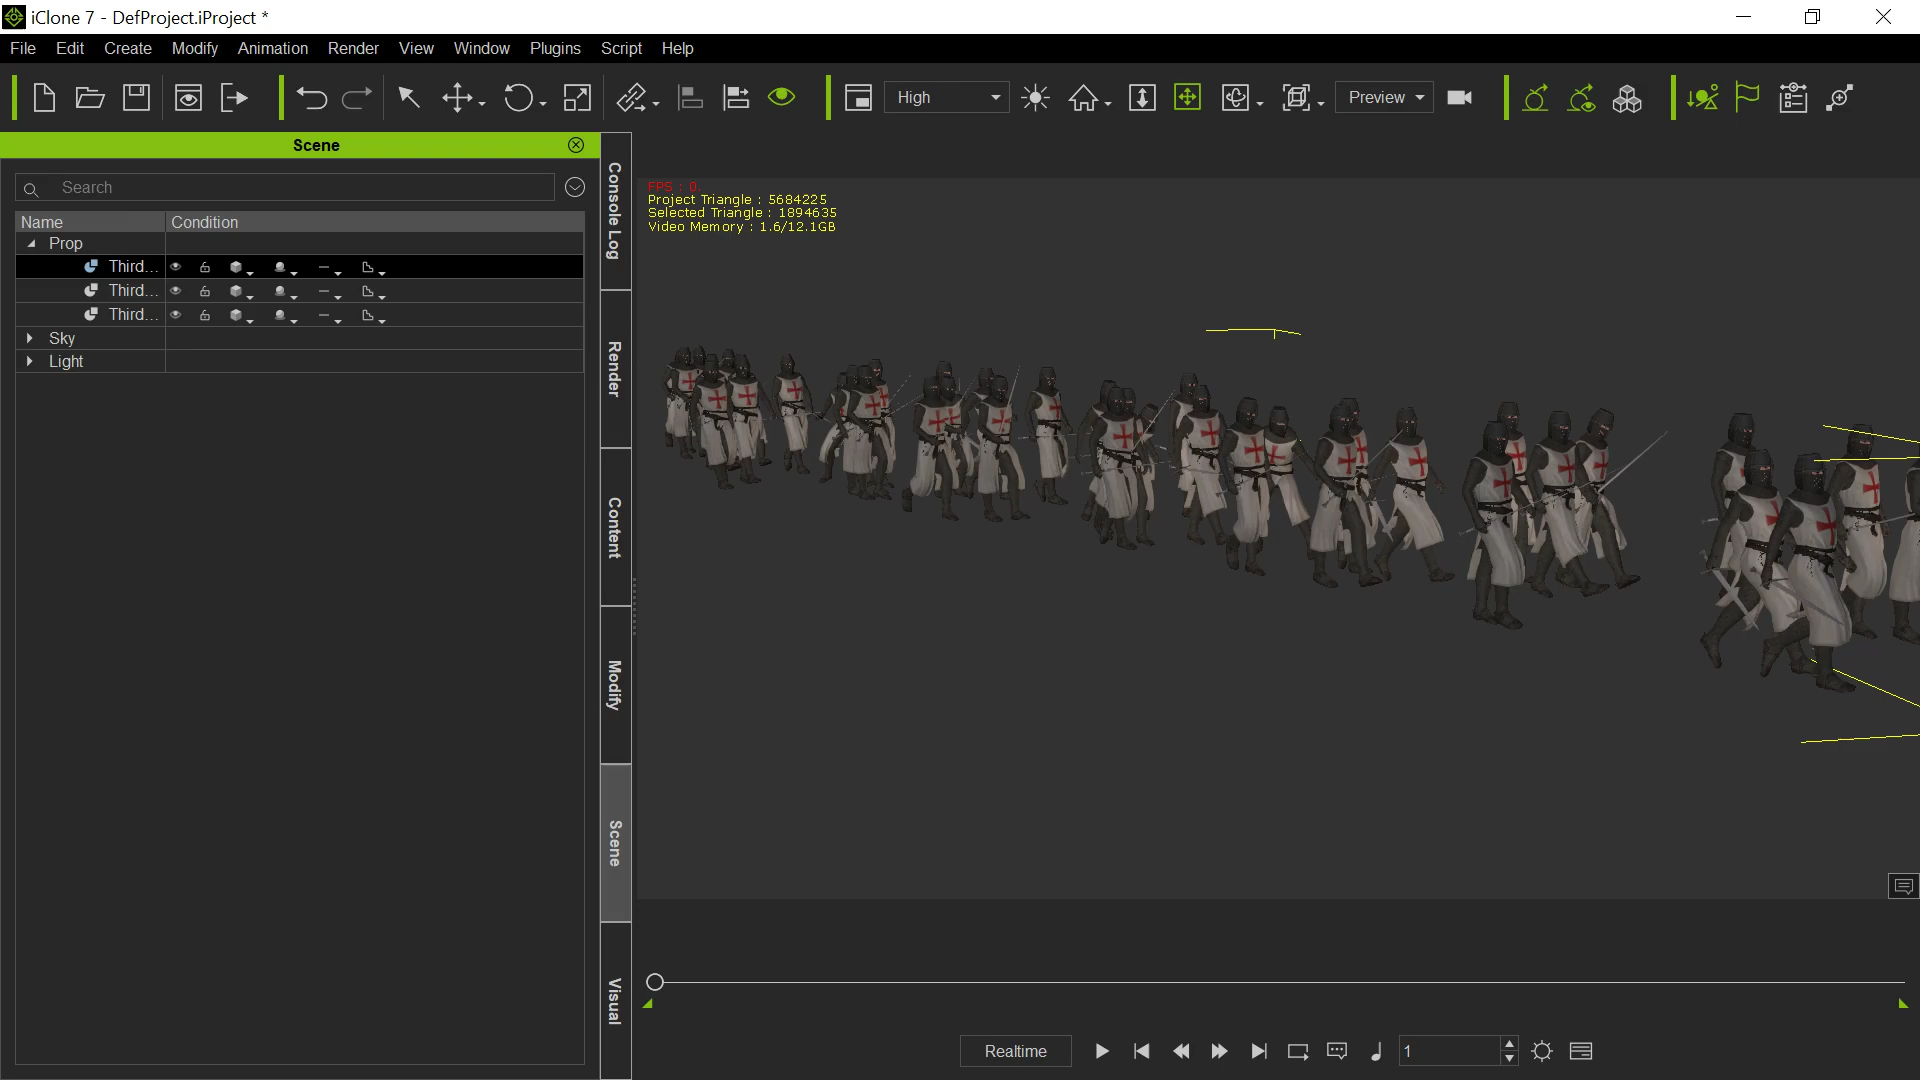 iClone 7 - DefProject.iProject *
File Edit Create Modify Animation Render View Window Plugins Script Help
High
Preview
Scene
Search
Name Condition
Prop
Third...
Third...
Third...
Sky
Light
Console Log
Render
Content
Modify
Scene
Visual
FPS : 0.
Project Triangle : 5684225
Selected Triangle : 1894635
Video Memory : 1.6/12.1GB
Realtime
1